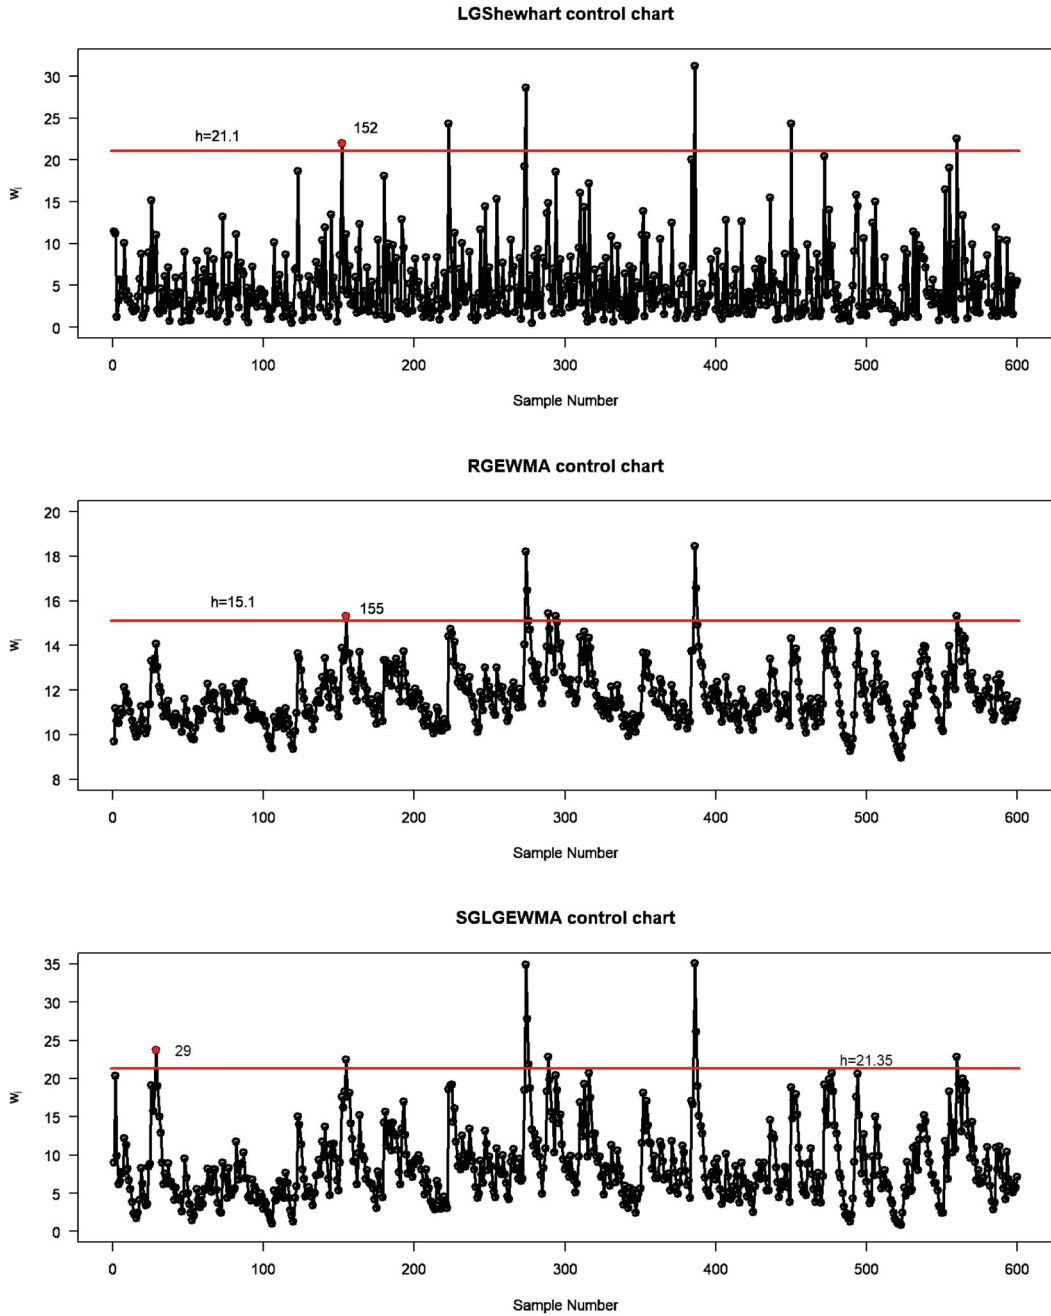 LGShewhart control chart
30
25
20
15
10
5
0
wᵢ
h=21.1
152
0 100 200 300 400 500 600
Sample Number
RGEWMA control chart
20
18
16
14
12
10
8
wᵢ
h=15.1
155
0 100 200 300 400 500 600
Sample Number
SGLGEWMA control chart
35
30
25
20
15
10
5
0
wᵢ
29
h=21.35
0 100 200 300 400 500 600
Sample Number